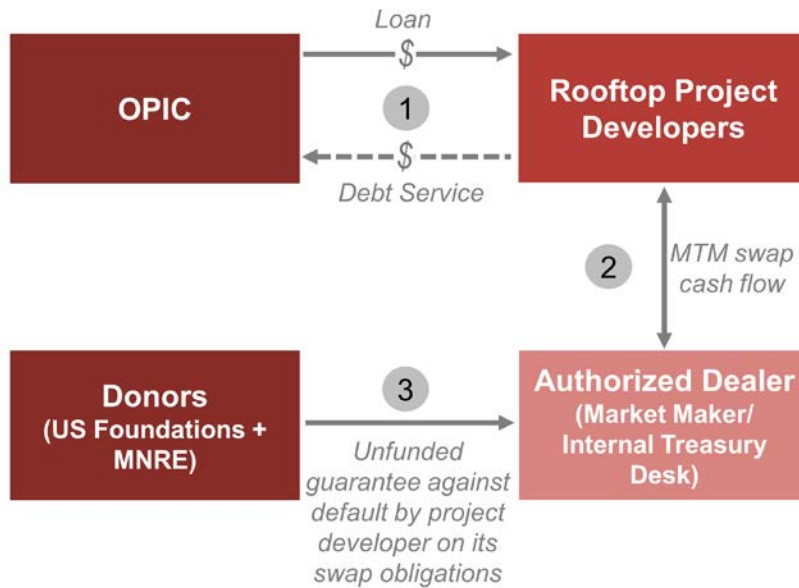 Loan
$
OPIC
1
Rooftop Project
Developers
$
Debt Service
2
MTM swap
cash flow
Donors
(US Foundations +
MNRE)
3
Unfunded
guarantee against
default by project
developer on its
swap obligations
Authorized Dealer
(Market Maker/
Internal Treasury
Desk)